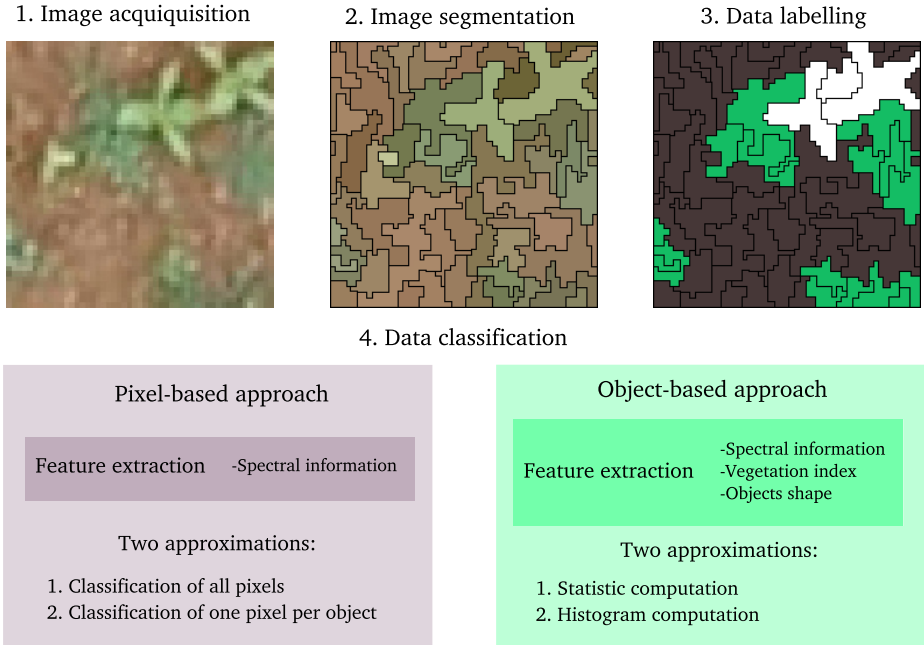 1. Image acquiquisition
2. Image segmentation
3. Data labelling
4. Data classification
Pixel-based approach
Feature extraction
-Spectral information
Two approximations:
1. Classification of all pixels
2. Classification of one pixel per object
Object-based approach
Feature extraction
-Spectral information
-Vegetation index
-Objects shape
Two approximations:
1. Statistic computation
2. Histogram computation